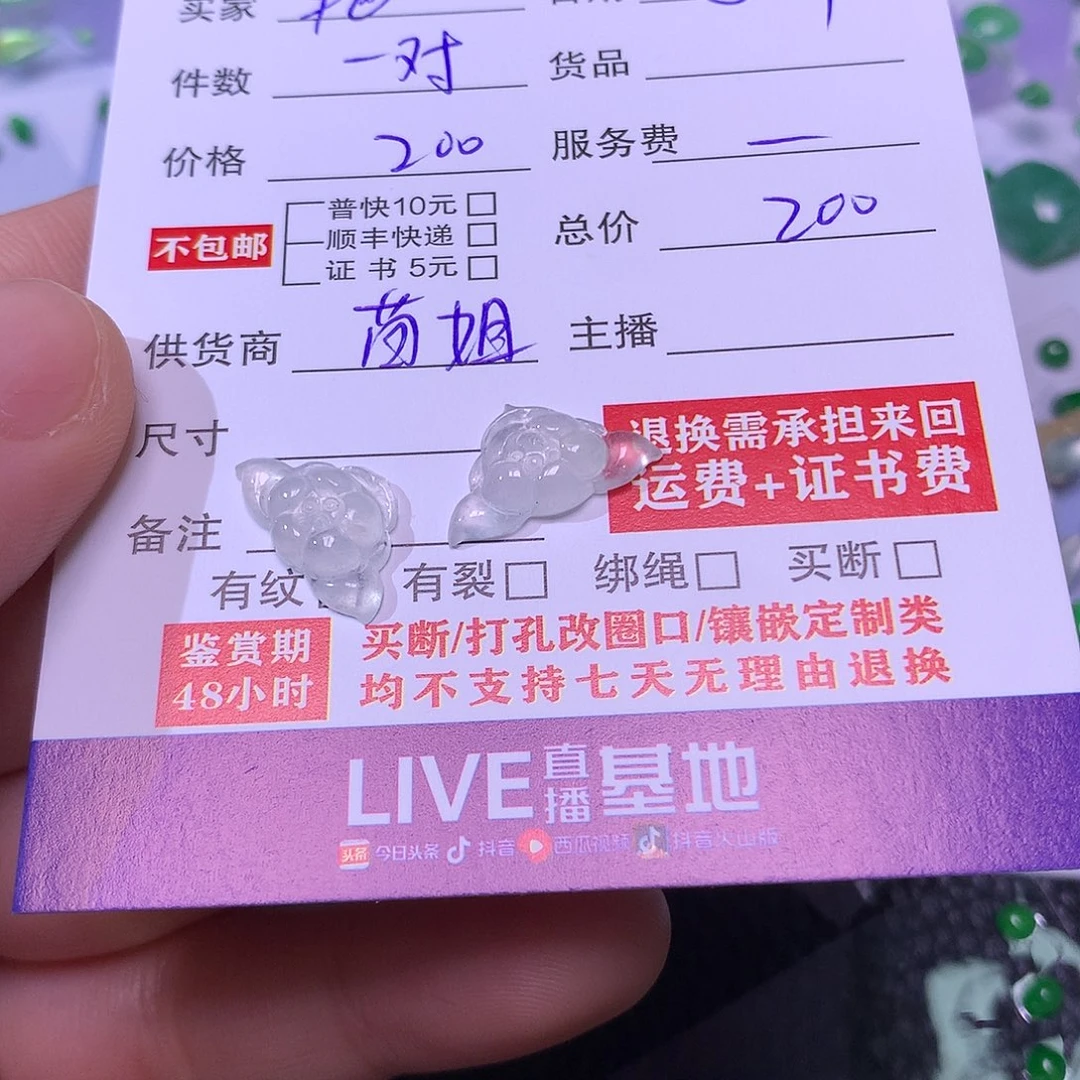 买家
件数 一对 货品
价格 200 服务费 一
不包邮
普快10元
顺丰快递
证 书 5元
总价 200
供货商 茵姐 主播
尺寸
退换需承担来回
运费+证书费
备注
有纹 有裂 绑绳 买断
鉴赏期
48小时
买断/打孔改圈口/镶嵌定制类
均不支持七天无理由退换
LIVE 直播 基地
头条 今日头条 抖音 西瓜视频 抖音火山版